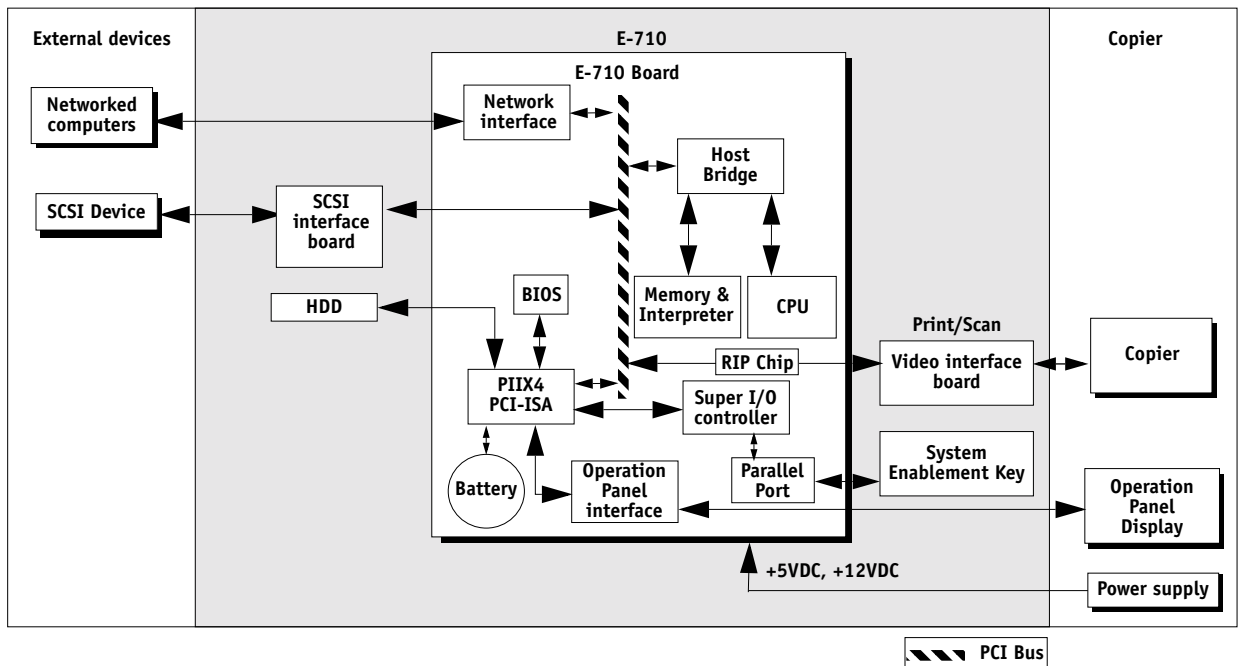 External devices
E-710
Copier
E-710 Board
Networked
computers
Network
interface
Host
Bridge
SCSI Device
SCSI
interface
board
BIOS
HDD
Memory &
Interpreter
CPU
Print/Scan
RIP Chip
Video interface
board
Copier
PIIX4
PCI-ISA
Super I/O
controller
Battery
Operation
Panel
interface
Parallel
Port
System
Enablement Key
Operation
Panel
Display
+5VDC, +12VDC
Power supply
PCI Bus